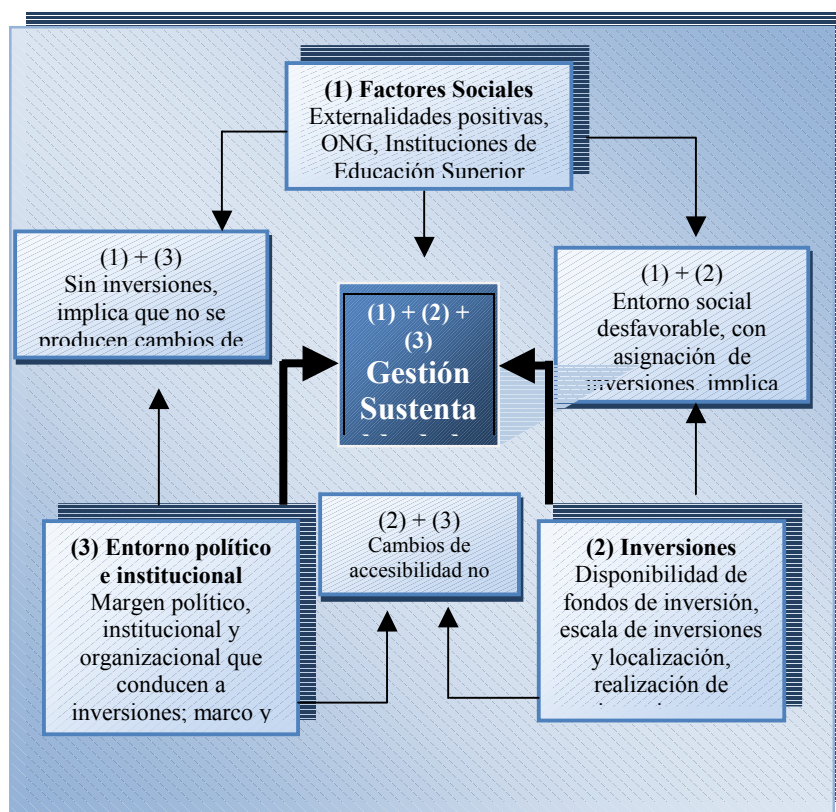 (1) Factores Sociales
Externalidades positivas,
ONG, Instituciones de
Educación Superior
(1) + (3)
Sin inversiones,
implica que no se
producen cambios de
(1) + (2) +
(3)
Gestión
Sustenta
(1) + (2)
Entorno social
desfavorable, con
asignación de
inversiones, implica
(3) Entorno político
e institucional
Margen político,
institucional y
organizacional que
conducen a
inversiones; marco y
(2) + (3)
Cambios de
accesibilidad no
(2) Inversiones
Disponibilidad de
fondos de inversión,
escala de inversiones
y localización,
realización de